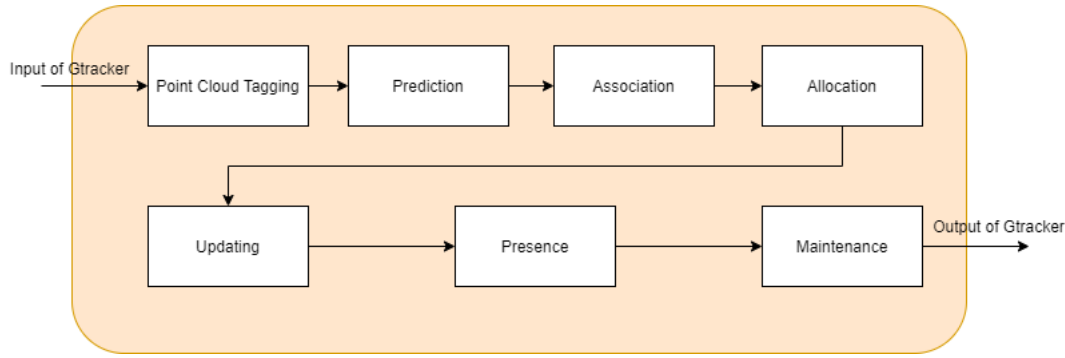 Input of Gtracker
Point Cloud Tagging
Prediction
Association
Allocation
Updating
Presence
Maintenance
Output of Gtracker